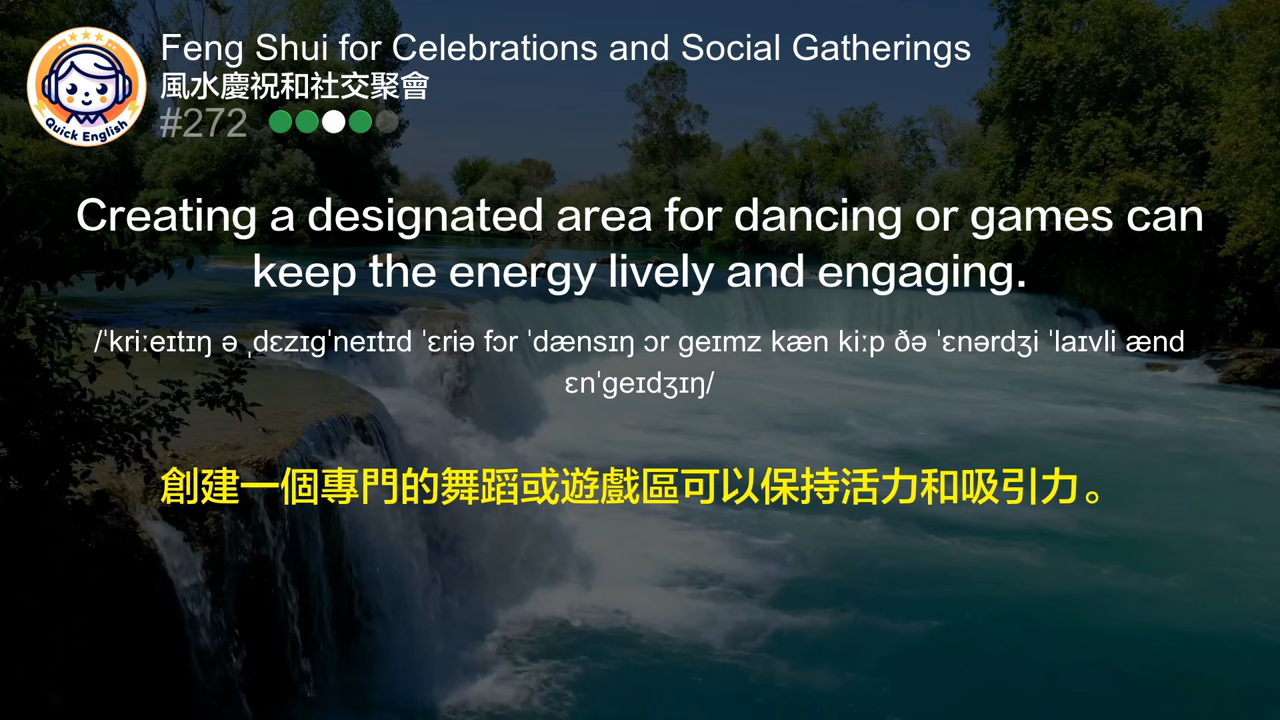 Quick English
Feng Shui for Celebrations and Social Gatherings
風水慶祝和社交聚會
#272
Creating a designated area for dancing or games can
keep the energy lively and engaging.
/ˈkriːeɪtɪŋ ə ˌdɛzɪɡˈneɪtɪd ˈɛriə fɔr ˈdænsɪŋ ɔr ɡeɪmz kæn kiːp ðə ˈɛnərdʒi ˈlaɪvli ænd
ɛnˈɡeɪdʒɪŋ/
創建一個專門的舞蹈或遊戲區可以保持活力和吸引力。